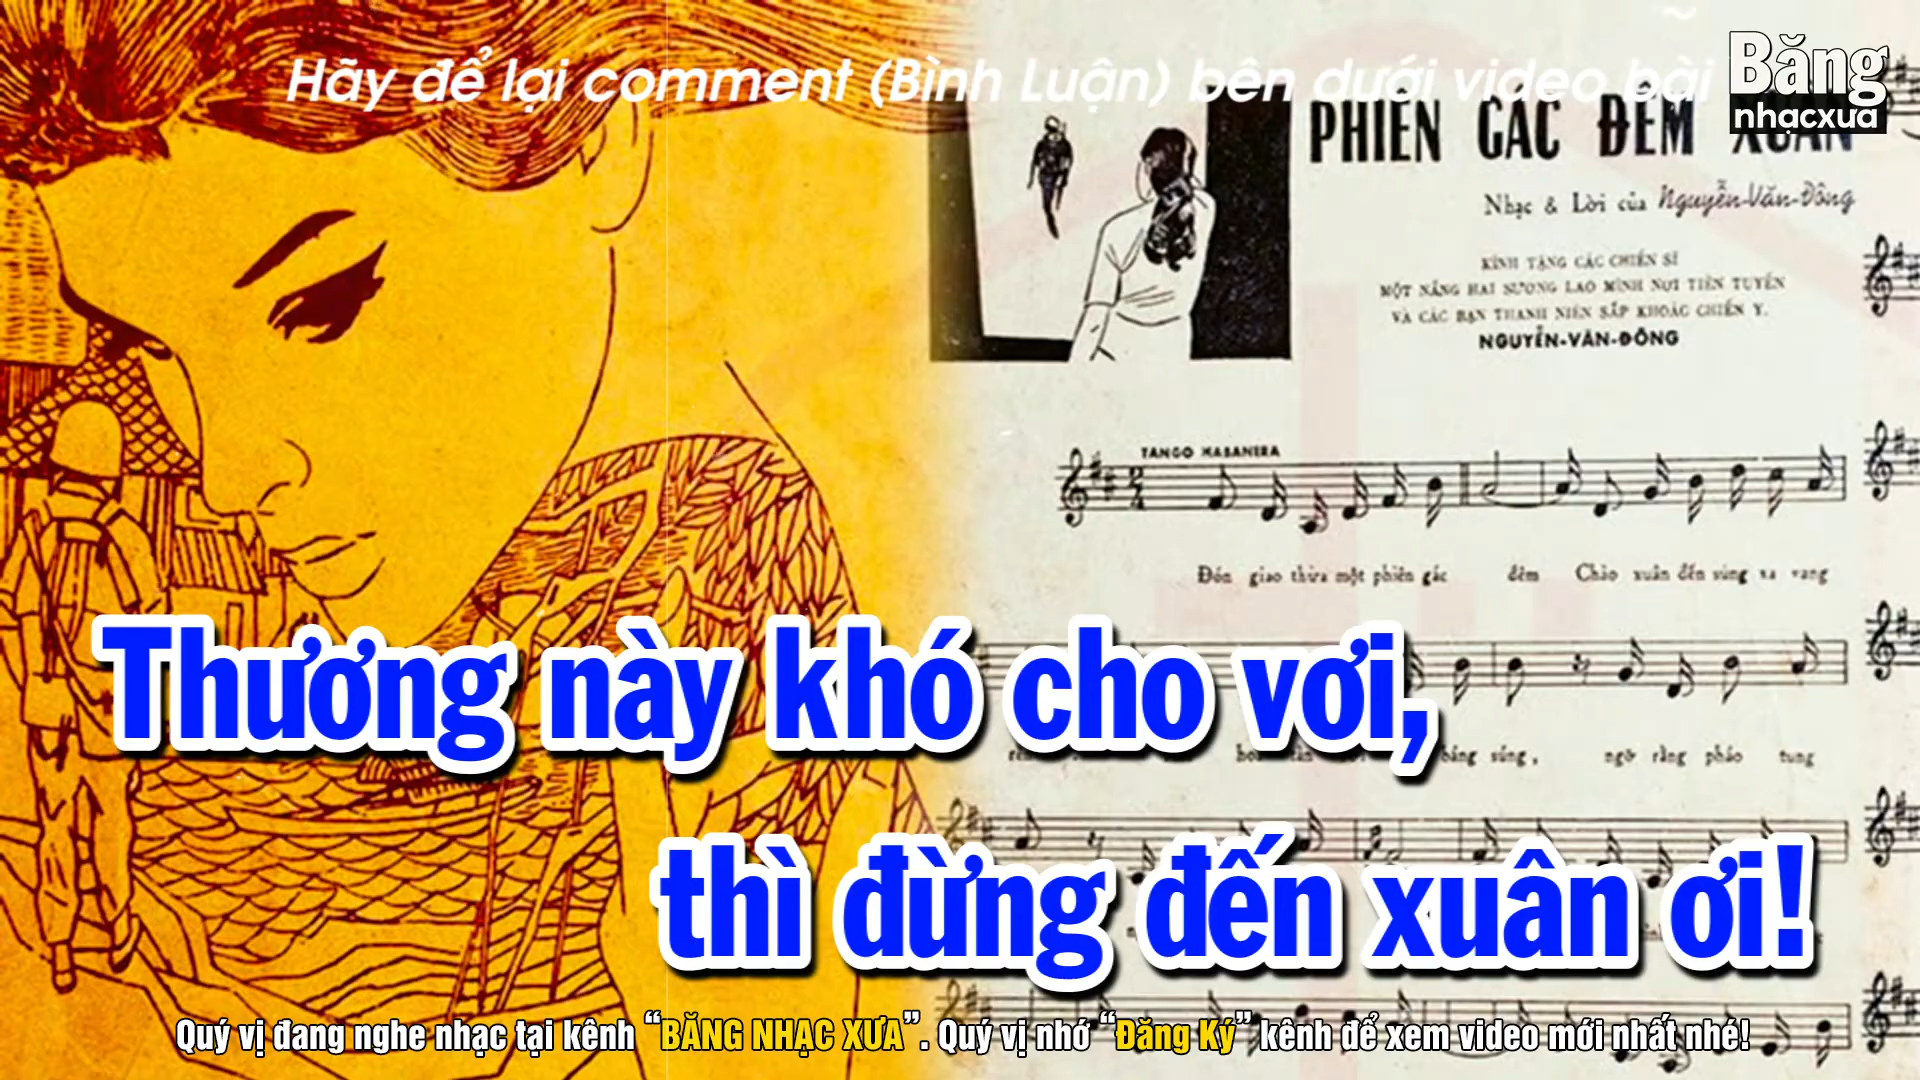 Hãy để lại comment (Bình Luận) bên dưới video bài
Băng
nhạcxưa
PHIÊN GÁC ĐÊM XUÂN
Nhạc & Lời của Nguyễn-Văn-Đông
KÍNH TẶNG CÁC CHIẾN SĨ
MỘT NẮNG HAI SƯƠNG LAO MÌNH NƠI TIỀN TUYẾN
VÀ CÁC BẠN THANH NIÊN SẮP KHOÁC CHIẾN Y.
NGUYỄN-VĂN-ĐÔNG
TANGO HABANERA
Đón giao thừa một phiên gác đêm Chào xuân đến súng xa vang
Thương này khó cho vơi,
súng, ngỡ rằng pháo tung
thì đừng đến xuân ơi!
Quý vị đang nghe nhạc tại kênh “BĂNG NHẠC XƯA”. Quý vị nhớ “Đăng Ký” kênh để xem video mới nhất nhé!